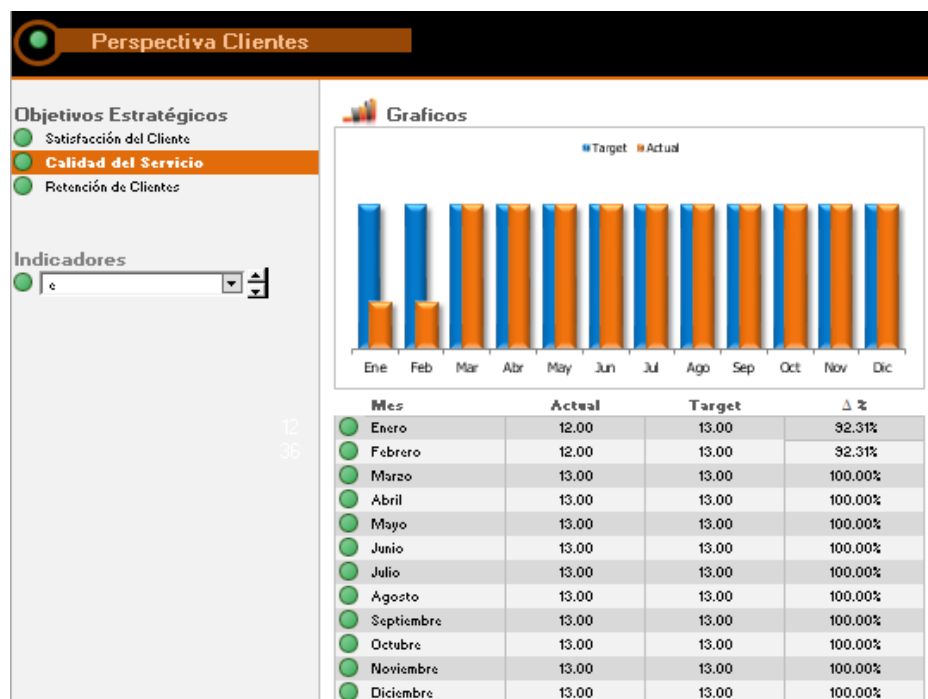 Perspectiva Clientes
Objetivos Estratégicos
Satisfacción del Cliente
Calidad del Servicio
Retención de Clientes
Indicadores
e
12
36
Graficos
Target Actual
Ene Feb Mar Abr May Jun Jul Ago Sep Oct Nov Dic
Mes Actual Target Δ %
Enero 12.00 13.00 92.31%
Febrero 12.00 13.00 92.31%
Marzo 13.00 13.00 100.00%
Abril 13.00 13.00 100.00%
Mayo 13.00 13.00 100.00%
Junio 13.00 13.00 100.00%
Julio 13.00 13.00 100.00%
Agosto 13.00 13.00 100.00%
Septiembre 13.00 13.00 100.00%
Octubre 13.00 13.00 100.00%
Noviembre 13.00 13.00 100.00%
Diciembre 13.00 13.00 100.00%